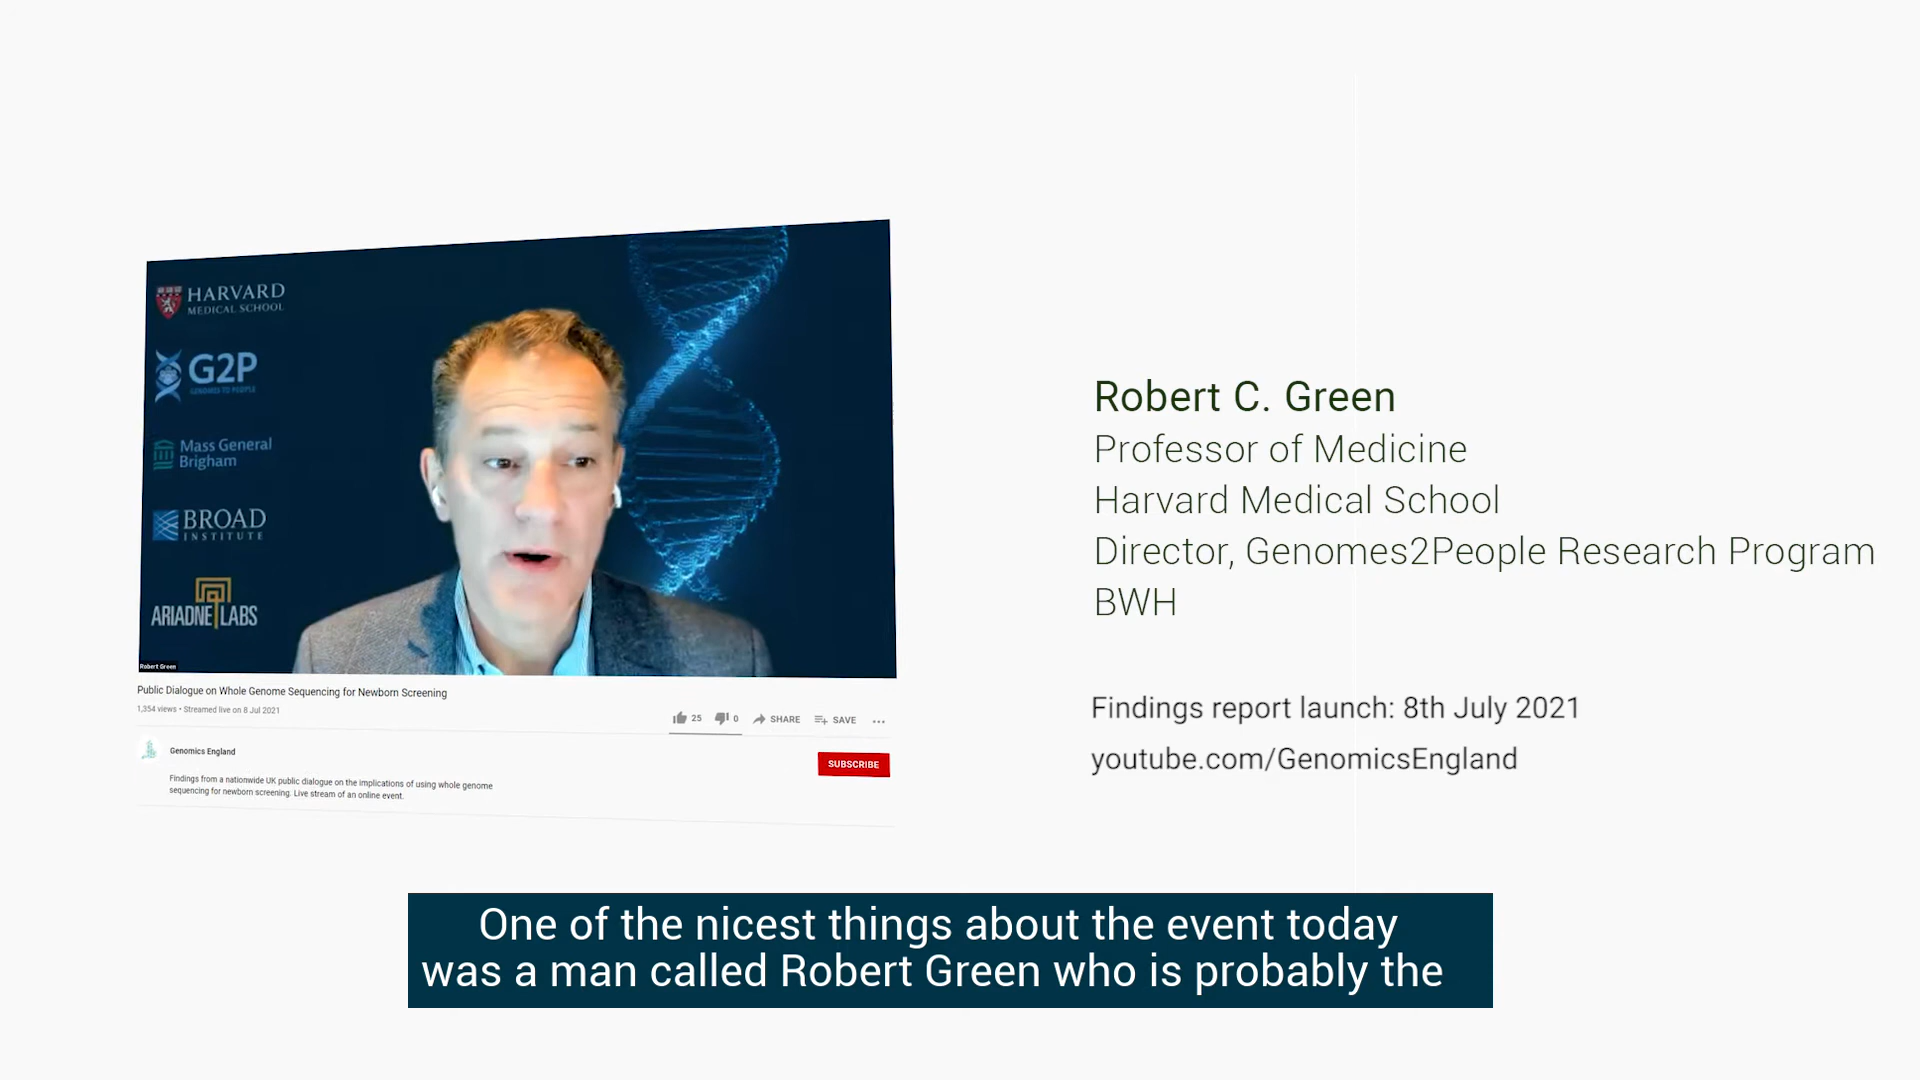 HARVARD
MEDICAL SCHOOL
G2P
GENOMES TO PEOPLE
Mass General
Brigham
BROAD
INSTITUTE
ARIADNE LABS
Robert Green
Public Dialogue on Whole Genome Sequencing for Newborn Screening
1,354 views • Streamed live on 8 Jul 2021
25
0
SHARE
SAVE
Genomics England
SUBSCRIBE
Findings from a nationwide UK public dialogue on the implications of using whole genome
sequencing for newborn screening. Live stream of an online event.
Robert C. Green
Professor of Medicine
Harvard Medical School
Director, Genomes2People Research Program
BWH
Findings report launch: 8th July 2021
youtube.com/GenomicsEngland
One of the nicest things about the event today
was a man called Robert Green who is probably the